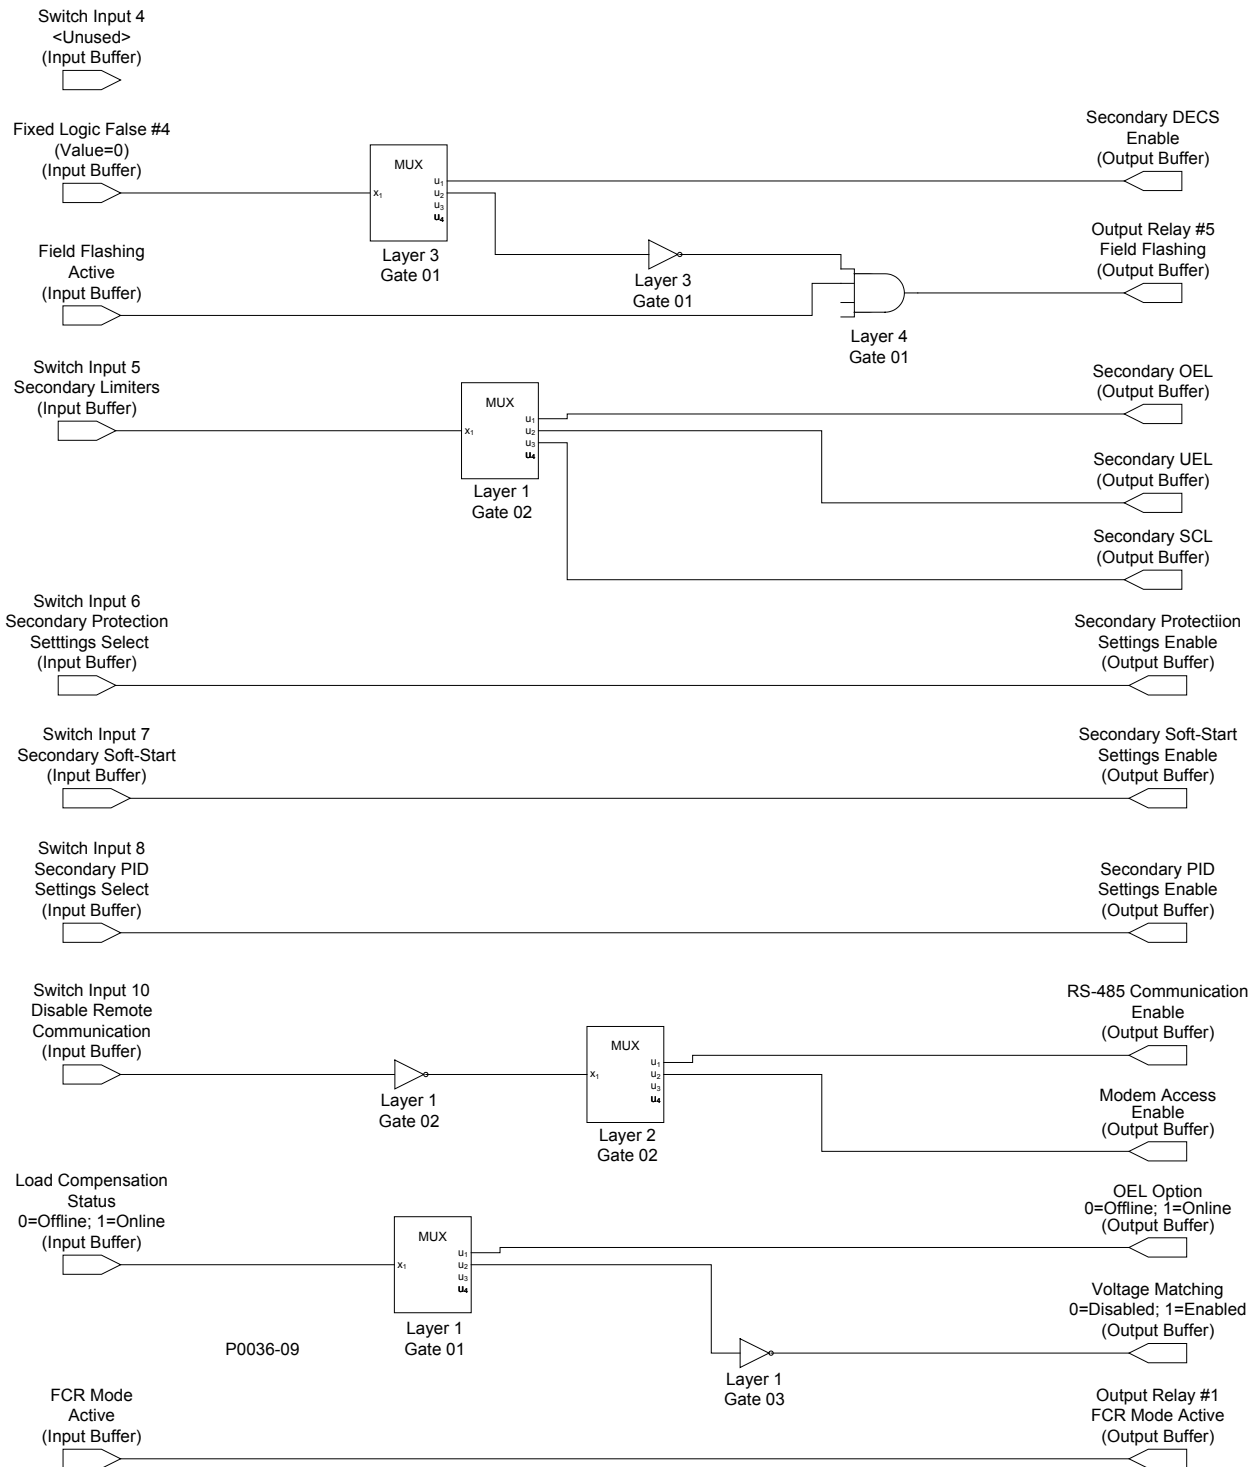 Switch Input 4
<Unused>
(Input Buffer)
Fixed Logic False #4
(Value=0)
(Input Buffer)
MUX
x₁
u₁
u₂
u₃
u₄
Layer 3
Gate 01
Secondary DECS
Enable
(Output Buffer)
Field Flashing
Active
(Input Buffer)
Layer 3
Gate 01
Layer 4
Gate 01
Output Relay #5
Field Flashing
(Output Buffer)
Switch Input 5
Secondary Limiters
(Input Buffer)
MUX
x₁
u₁
u₂
u₃
u₄
Layer 1
Gate 02
Secondary OEL
(Output Buffer)
Secondary UEL
(Output Buffer)
Secondary SCL
(Output Buffer)
Switch Input 6
Secondary Protection
Setttings Select
(Input Buffer)
Secondary Protectiion
Settings Enable
(Output Buffer)
Switch Input 7
Secondary Soft-Start
(Input Buffer)
Secondary Soft-Start
Settings Enable
(Output Buffer)
Switch Input 8
Secondary PID
Settings Select
(Input Buffer)
Secondary PID
Settings Enable
(Output Buffer)
Switch Input 10
Disable Remote
Communication
(Input Buffer)
Layer 1
Gate 02
MUX
x₁
u₁
u₂
u₃
u₄
Layer 2
Gate 02
RS-485 Communication
Enable
(Output Buffer)
Modem Access
Enable
(Output Buffer)
Load Compensation
Status
0=Offline; 1=Online
(Input Buffer)
MUX
x₁
u₁
u₂
u₃
u₄
Layer 1
Gate 01
OEL Option
0=Offline; 1=Online
(Output Buffer)
Voltage Matching
0=Disabled; 1=Enabled
(Output Buffer)
P0036-09
Layer 1
Gate 03
FCR Mode
Active
(Input Buffer)
Output Relay #1
FCR Mode Active
(Output Buffer)